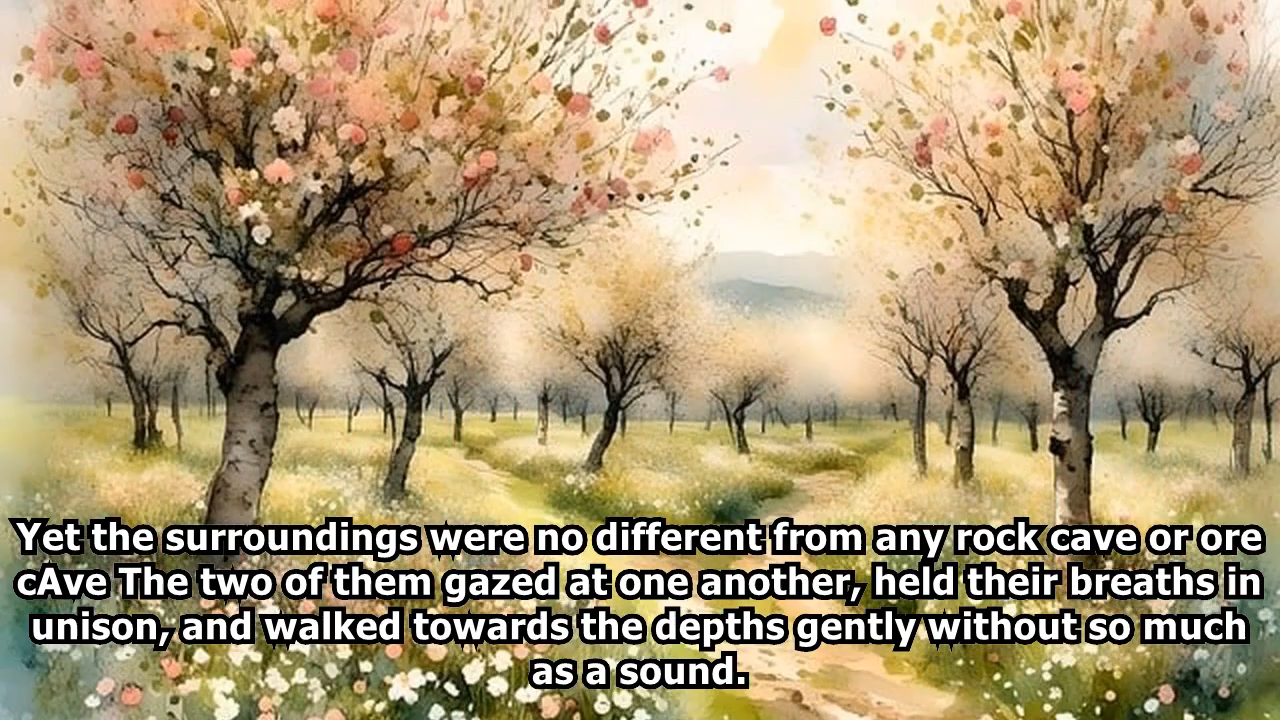 Yet the surroundings were no different from any rock cave or ore
cAve The two of them gazed at one another, held their breaths in
unison, and walked towards the depths gently without so much
as a sound.